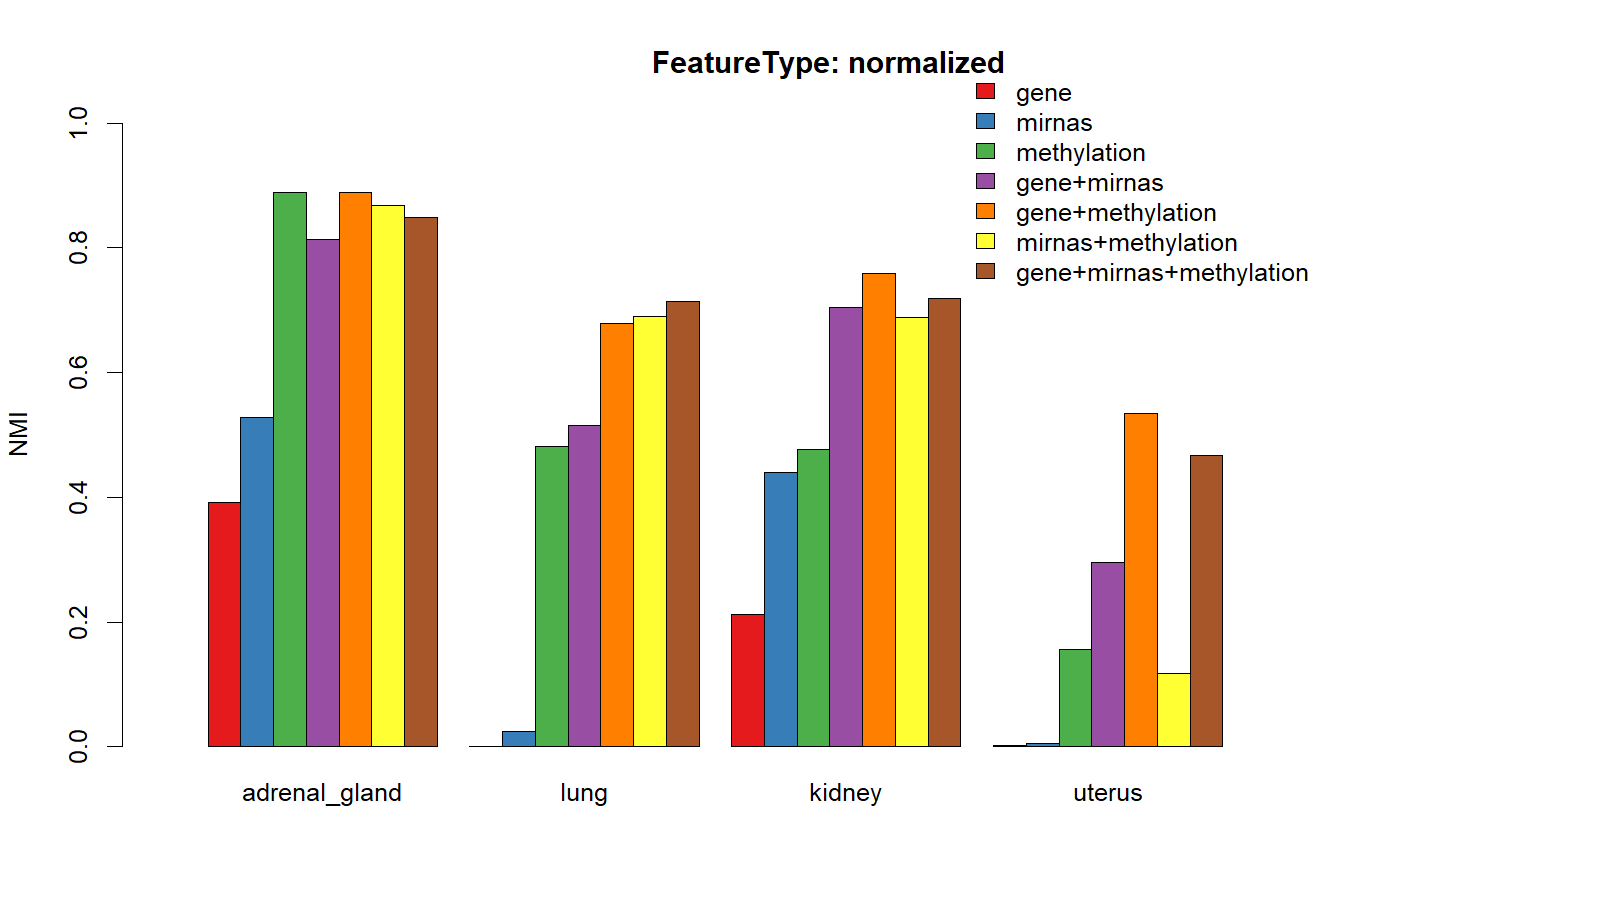 FeatureType: normalized
gene
mirnas
methylation
gene+mirnas
gene+methylation
mirnas+methylation
gene+mirnas+methylation
NMI
1.0
0.8
0.6
0.4
0.2
0.0
adrenal_gland
lung
kidney
uterus